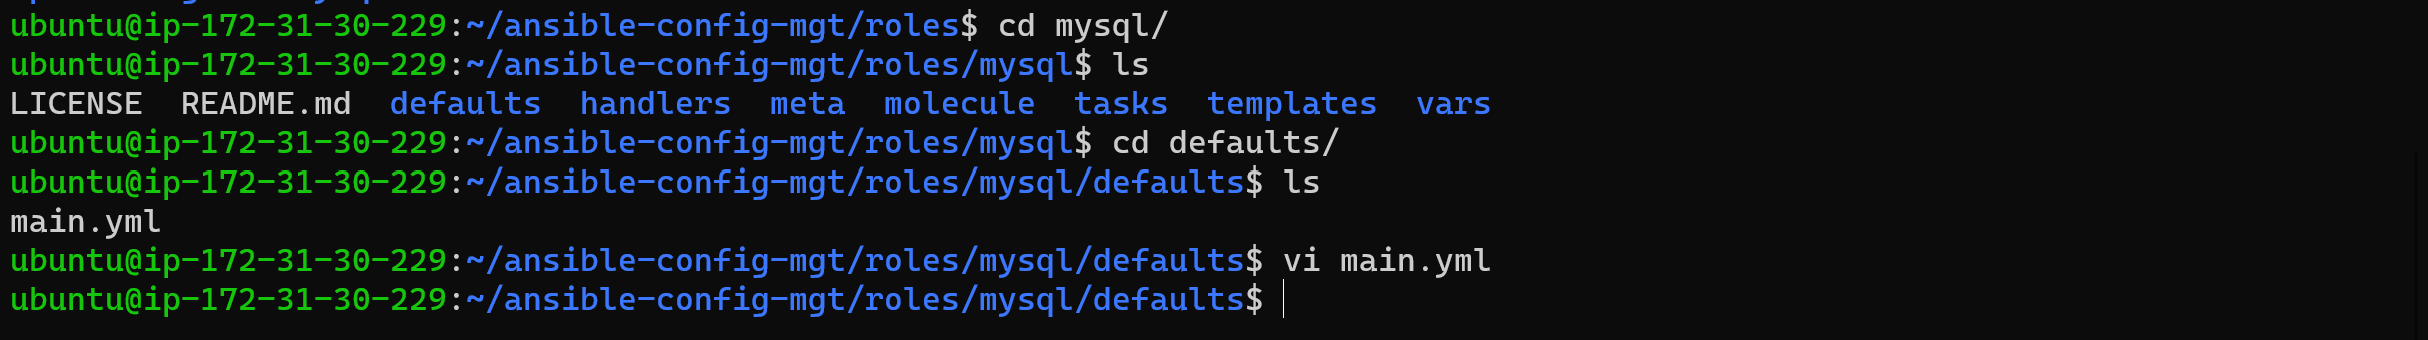 ubuntu@ip-172-31-30-229:~/ansible-config-mgt/roles$ cd mysql/
ubuntu@ip-172-31-30-229:~/ansible-config-mgt/roles/mysql$ ls
LICENSE  README.md  defaults  handlers  meta  molecule  tasks  templates  vars
ubuntu@ip-172-31-30-229:~/ansible-config-mgt/roles/mysql$ cd defaults/
ubuntu@ip-172-31-30-229:~/ansible-config-mgt/roles/mysql/defaults$ ls
main.yml
ubuntu@ip-172-31-30-229:~/ansible-config-mgt/roles/mysql/defaults$ vi main.yml
ubuntu@ip-172-31-30-229:~/ansible-config-mgt/roles/mysql/defaults$